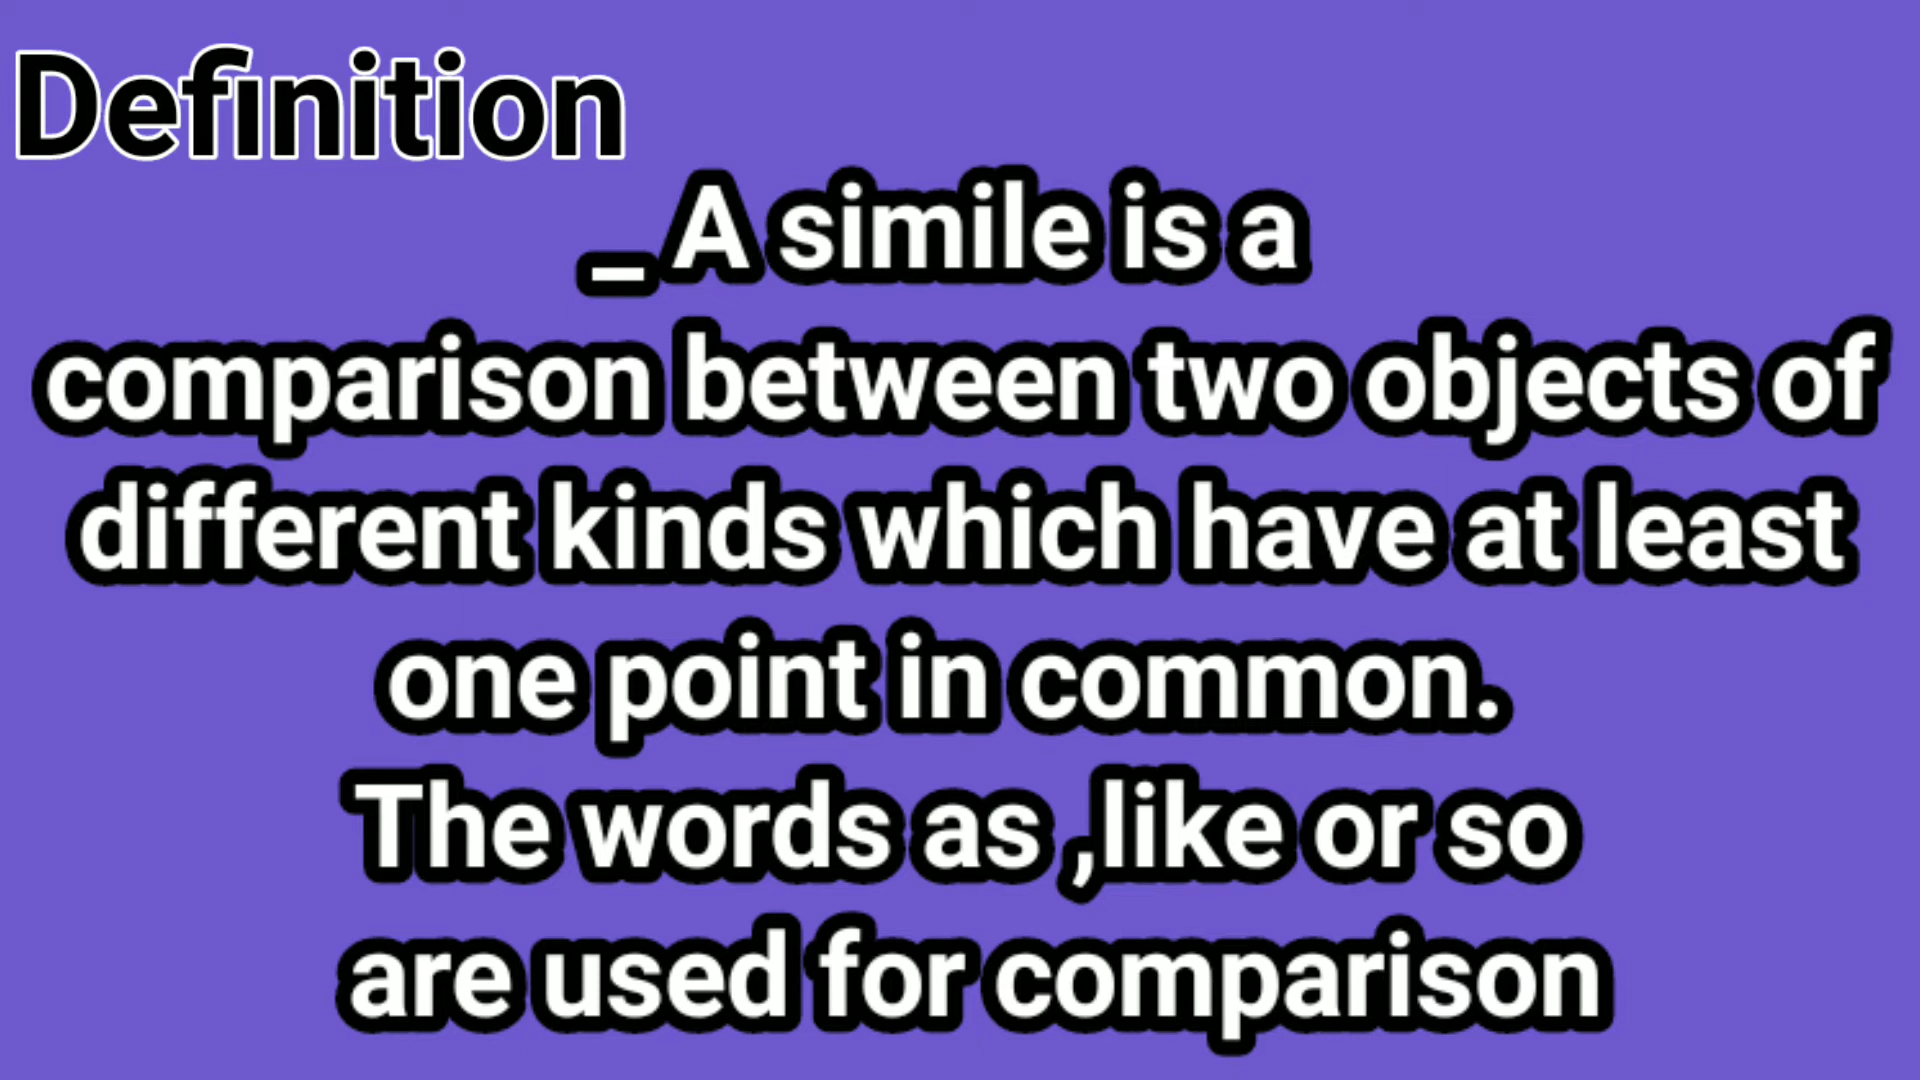 Definition
_ A simile is a
comparison between two objects of
different kinds which have at least
one point in common.
The words as ,like or so
are used for comparison